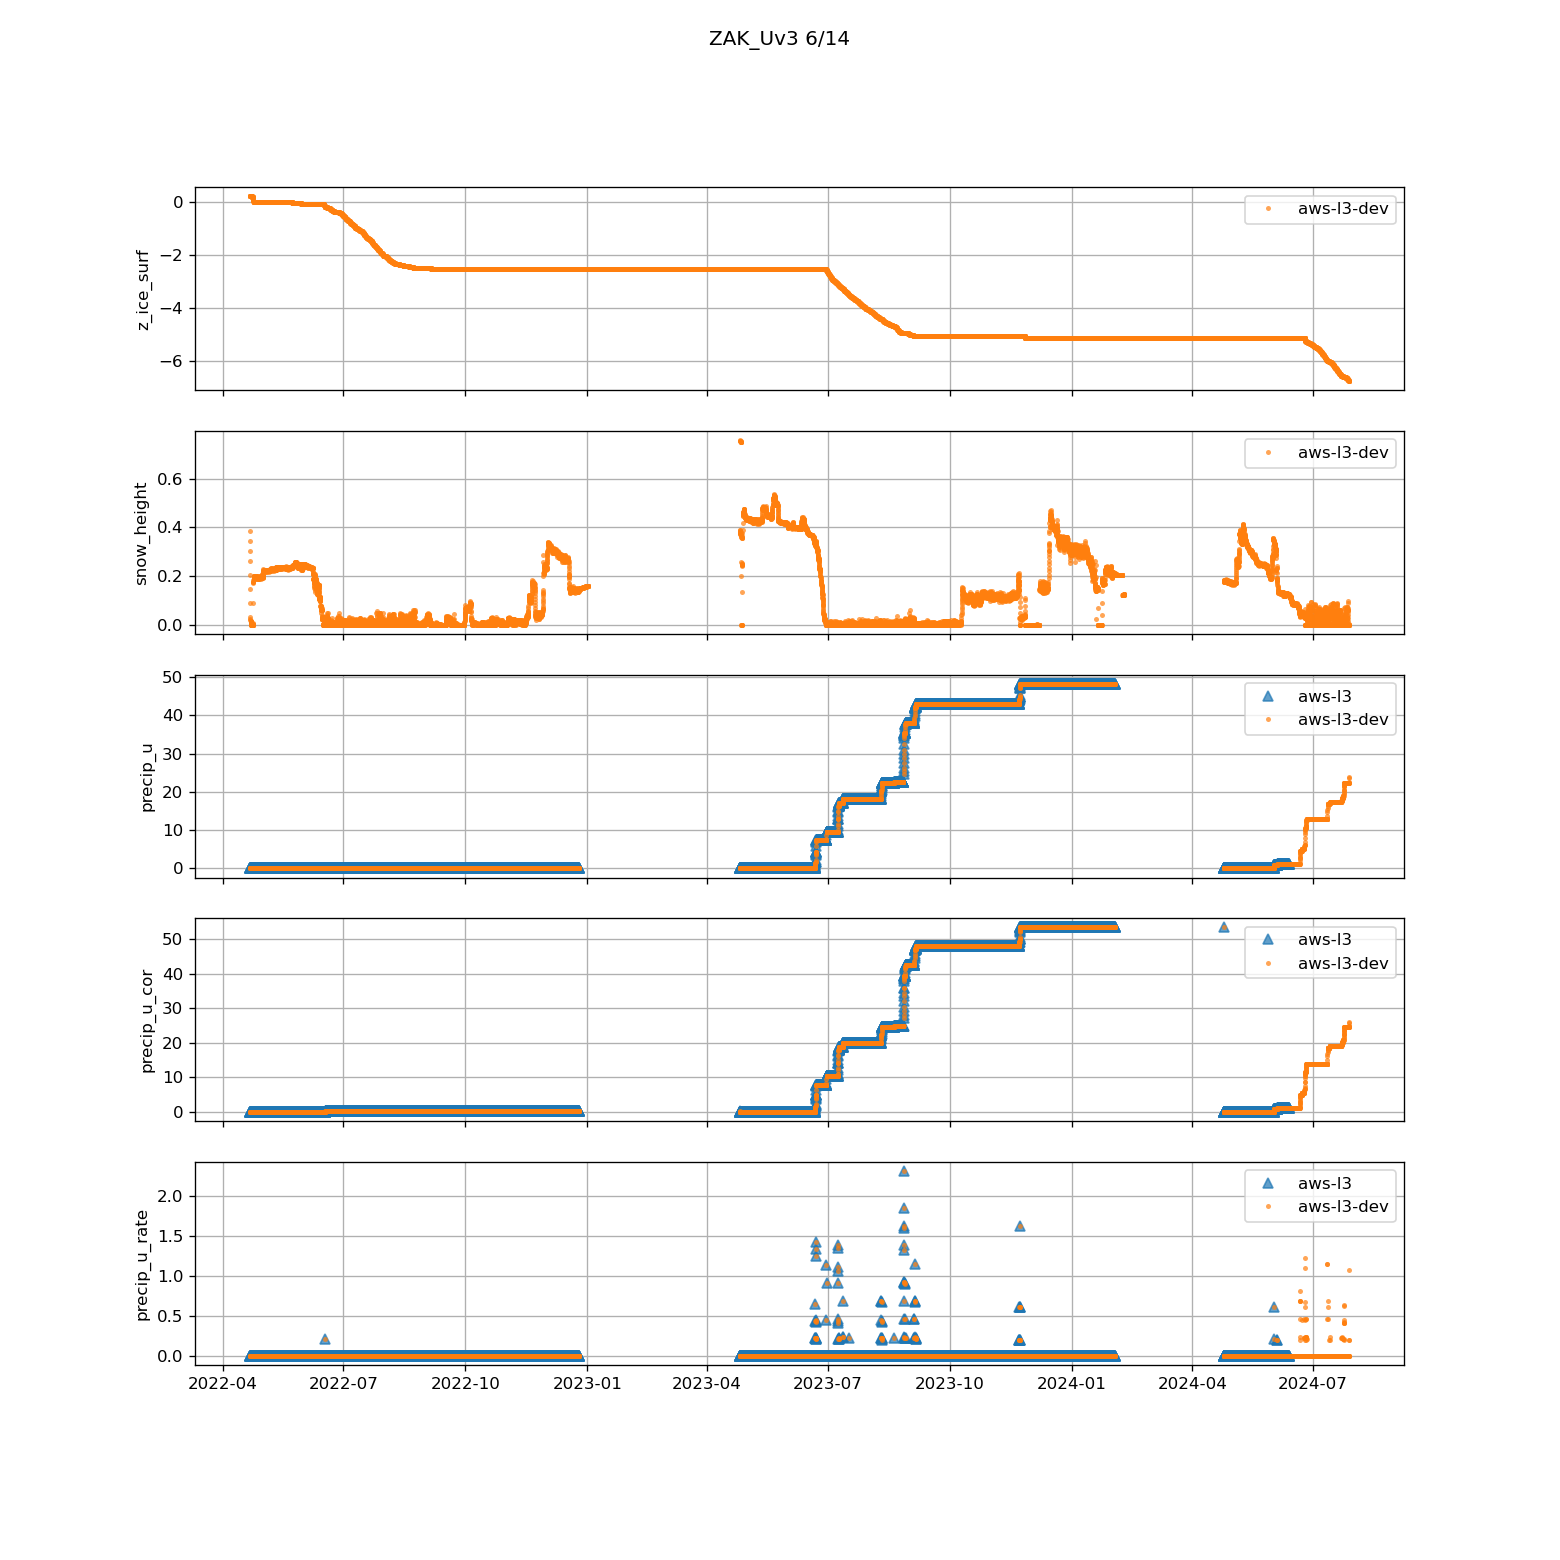 ZAK_Uv3 6/14
0
−2
−4
−6
z_ice_surf
aws-l3-dev
0.6
0.4
0.2
0.0
snow_height
aws-l3-dev
50
40
30
20
10
0
precip_u
aws-l3
aws-l3-dev
50
40
30
20
10
0
precip_u_cor
aws-l3
aws-l3-dev
2.0
1.5
1.0
0.5
0.0
precip_u_rate
aws-l3
aws-l3-dev
2022-04 2022-07 2022-10 2023-01 2023-04 2023-07 2023-10 2024-01 2024-04 2024-07